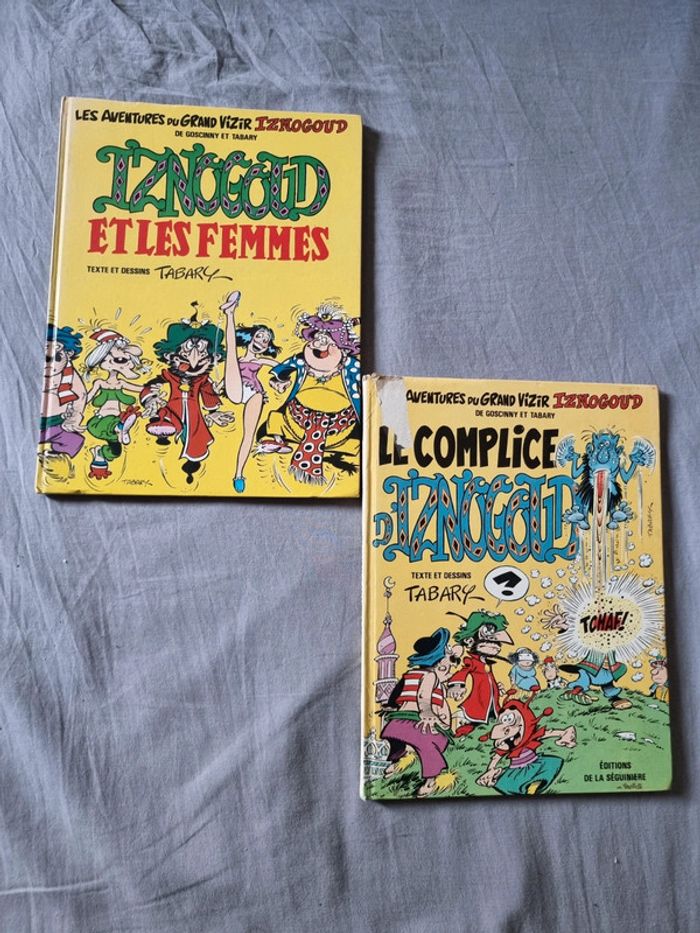 LES AVENTURES DU GRAND VIZIR IZNOGOUD
DE GOSCINNY ET TABARY
IZNOGOUD
ET LES FEMMES
TEXTE ET DESSINS TABARY
TABARY
AVENTURES DU GRAND VIZIR IZNOGOUD
DE GOSCINNY ET TABARY
LE COMPLICE
D'IZNOGOUD
TEXTE ET DESSINS
TABARY
?
TCHAF!
ÉDITIONS
DE LA SÉGUINIÈRE